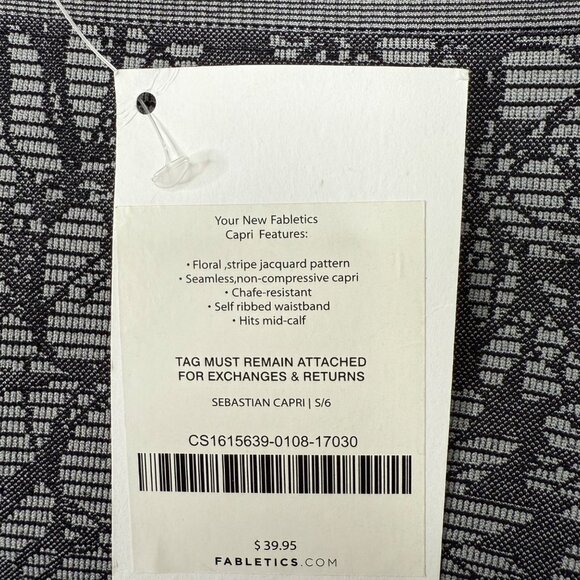 Your New Fabletics
Capri Features:
• Floral ,stripe jacquard pattern
• Seamless,non-compressive capri
• Chafe-resistant
• Self ribbed waistband
• Hits mid-calf
TAG MUST REMAIN ATTACHED
FOR EXCHANGES & RETURNS
SEBASTIAN CAPRI | S/6
CS1615639-0108-17030
$ 39.95
FABLETICS.COM